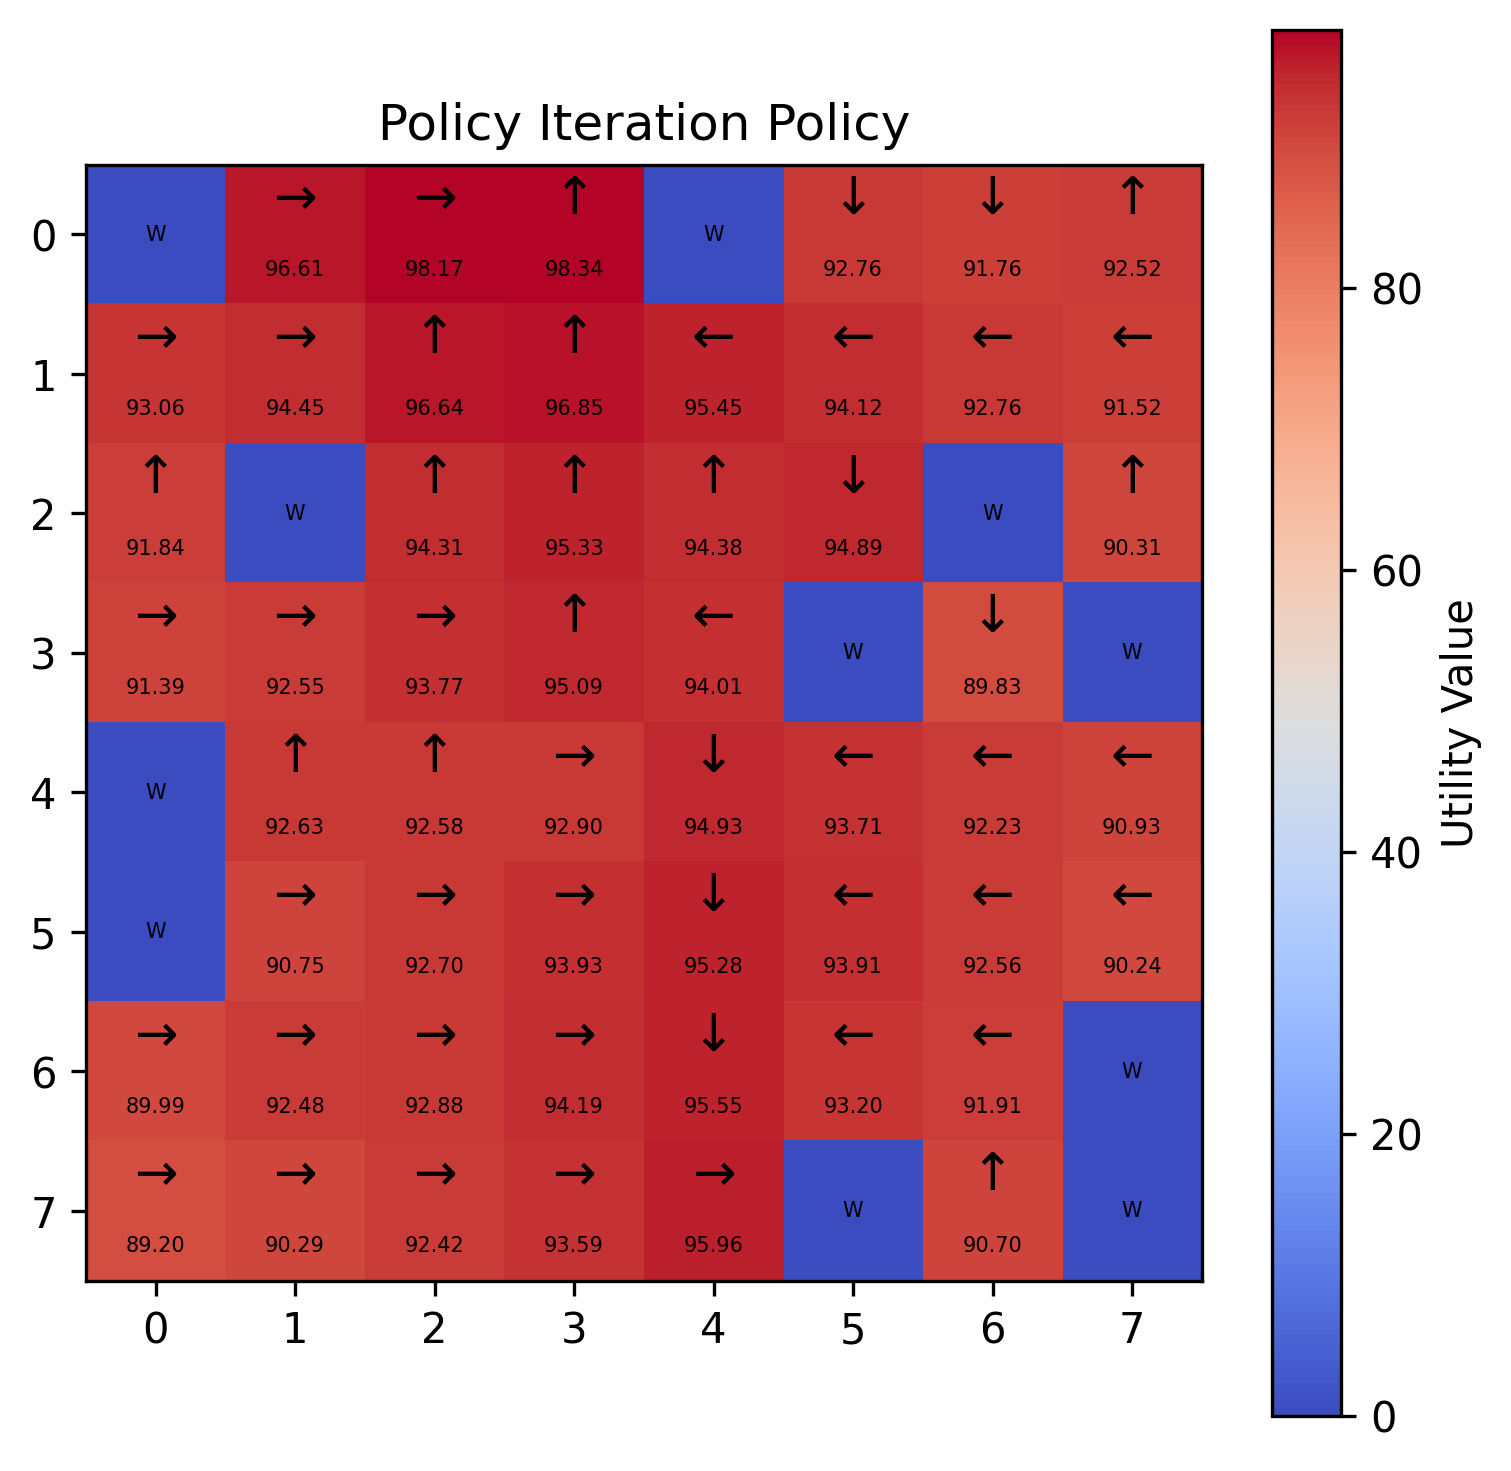 Policy Iteration Policy
0 W → → ↑ W ↓ ↓ ↑
96.61 98.17 98.34 92.76 91.76 92.52
1 → → ↑ ↑ ← ← ← ←
93.06 94.45 96.64 96.85 95.45 94.12 92.76 91.52
2 ↑ W ↑ ↑ ↑ ↓ W ↑
91.84 94.31 95.33 94.38 94.89 90.31
3 → → → ↑ ← W ↓ W
91.39 92.55 93.77 95.09 94.01 89.83
4 W ↑ ↑ → ↓ ← ← ←
92.63 92.58 92.90 94.93 93.71 92.23 90.93
5 W → → → ↓ ← ← ←
90.75 92.70 93.93 95.28 93.91 92.56 90.24
6 → → → → ↓ ← ← W
89.99 92.48 92.88 94.19 95.55 93.20 91.91
7 → → → → → W ↑ W
89.20 90.29 92.42 93.59 95.96 90.70
0 1 2 3 4 5 6 7
80
60
40
20
0
Utility Value